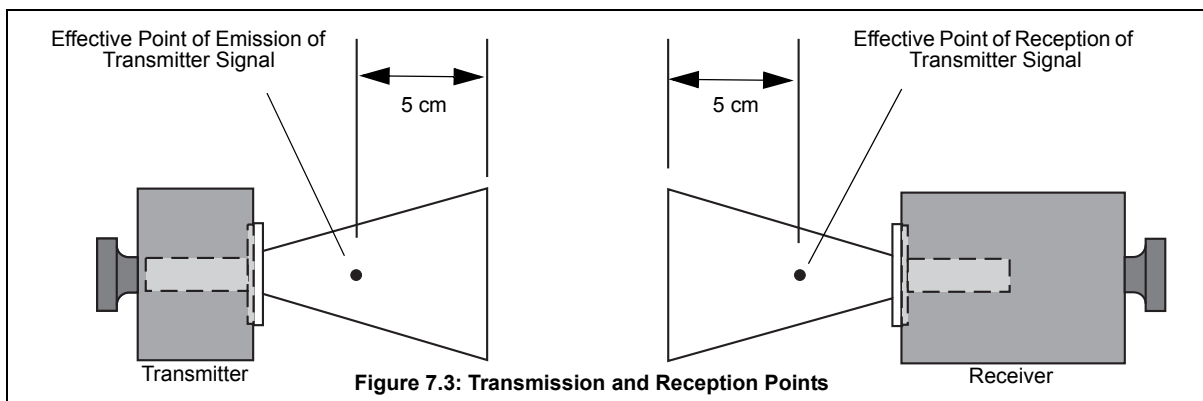 Effective Point of Emission of
Transmitter Signal
Effective Point of Reception of
Transmitter Signal
5 cm
5 cm
Transmitter
Receiver
Figure 7.3: Transmission and Reception Points